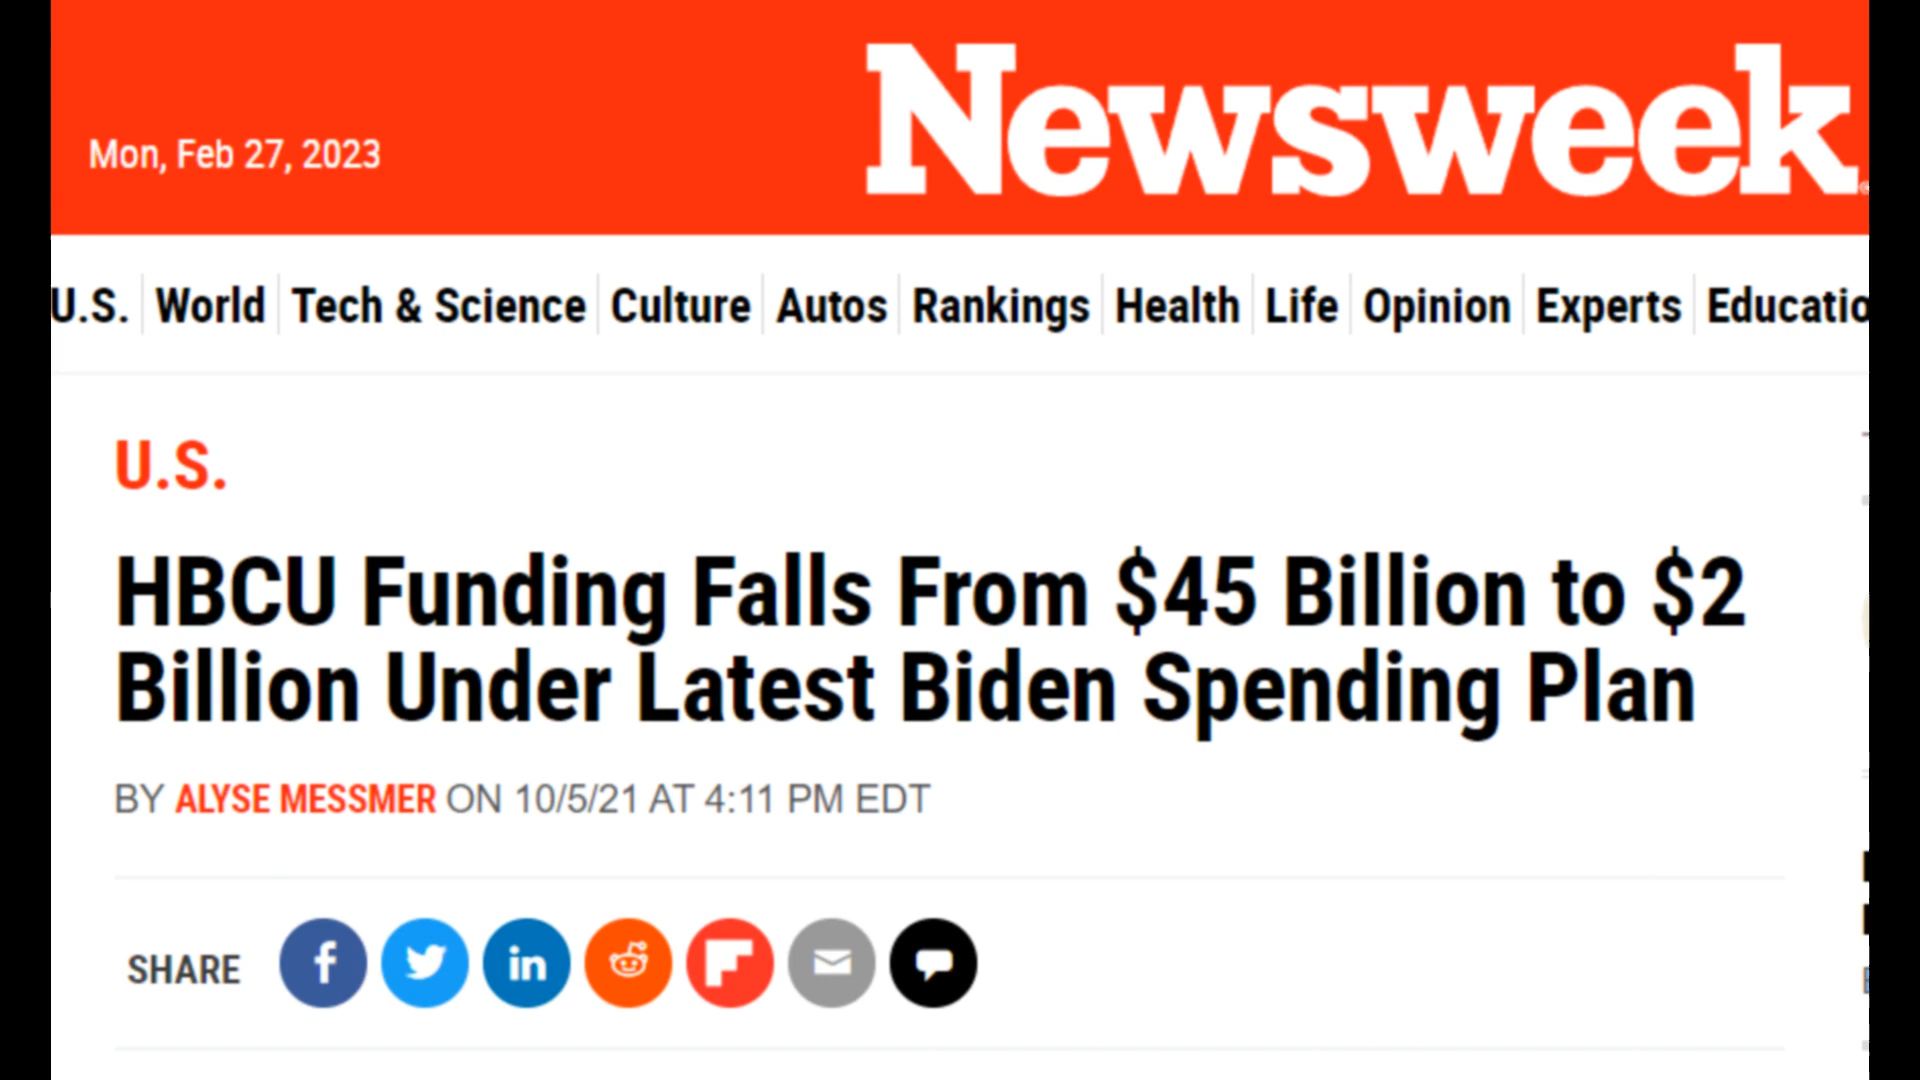 Newsweek
Mon, Feb 27, 2023
U.S. World Tech & Science Culture Autos Rankings Health Life Opinion Experts Educatio
U.S.
HBCU Funding Falls From $45 Billion to $2
Billion Under Latest Biden Spending Plan
BY ALYSE MESSMER ON 10/5/21 AT 4:11 PM EDT
SHARE